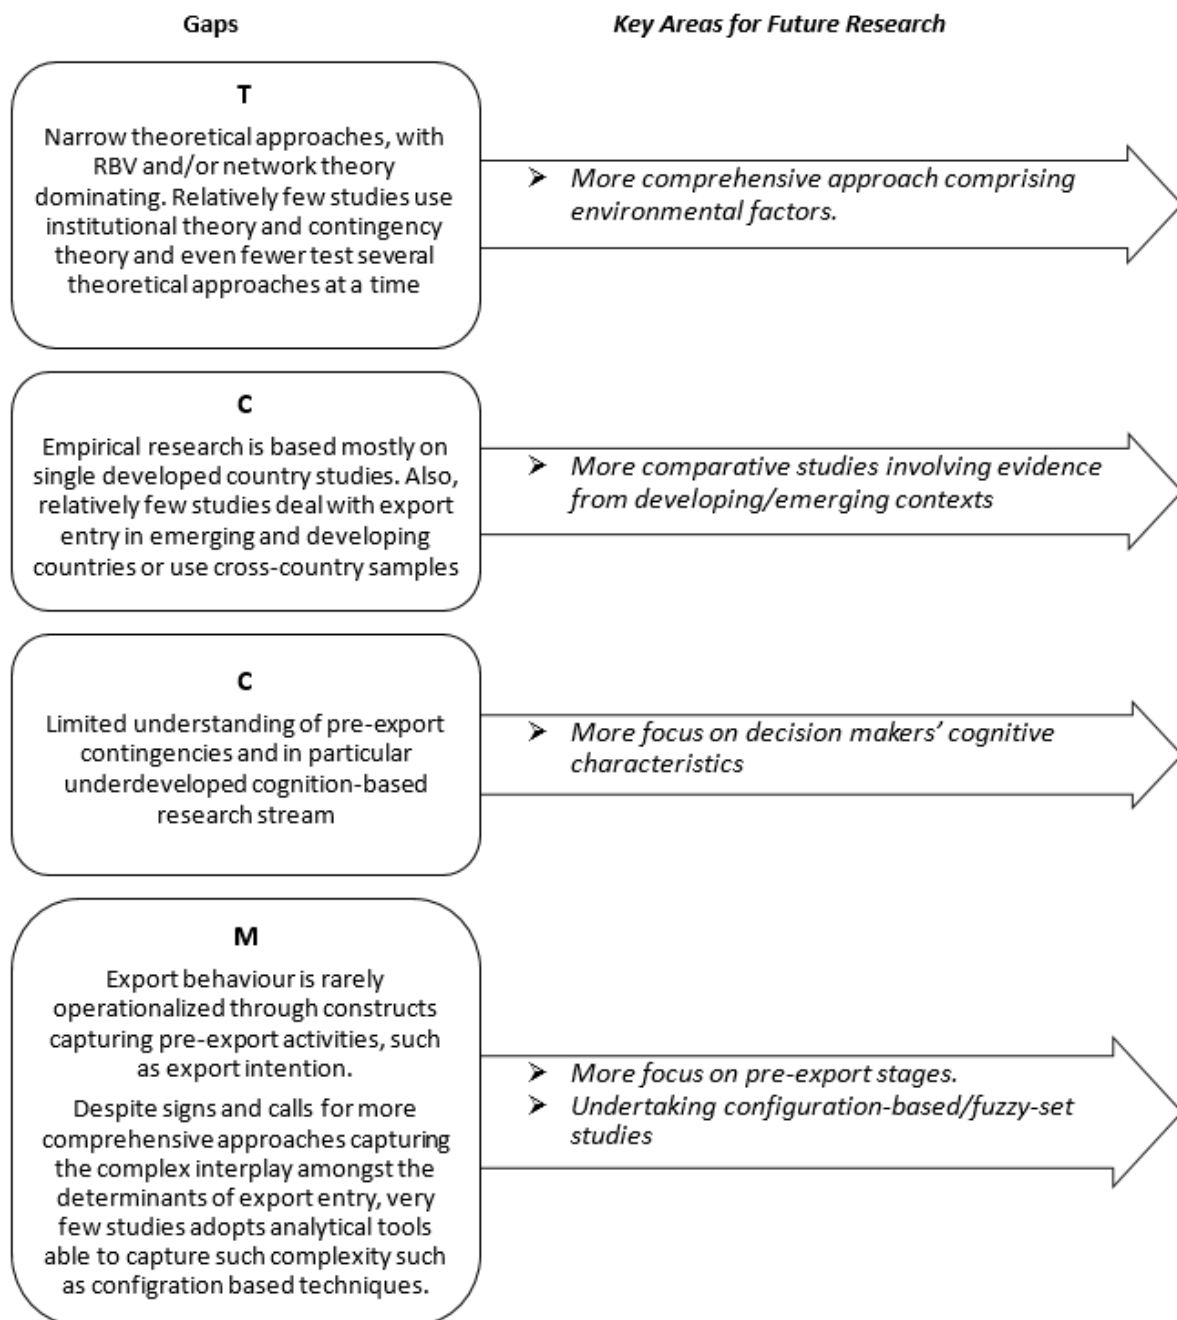 Gaps
Key Areas for Future Research
T
Narrow theoretical approaches, with
RBV and/or network theory
dominating. Relatively few studies use
institutional theory and contingency
theory and even fewer test several
theoretical approaches at a time
➢ More comprehensive approach comprising
environmental factors.
C
Empirical research is based mostly on
single developed country studies. Also,
relatively few studies deal with export
entry in emerging and developing
countries or use cross-country samples
➢ More comparative studies involving evidence
from developing/emerging contexts
C
Limited understanding of pre-export
contingencies and in particular
underdeveloped cognition-based
research stream
➢ More focus on decision makers’ cognitive
characteristics
M
Export behaviour is rarely
operationalized through constructs
capturing pre-export activities, such
as export intention.
Despite signs and calls for more
comprehensive approaches capturing
the complex interplay amongst the
determinants of export entry, very
few studies adopts analytical tools
able to capture such complexity such
as configration based techniques.
➢ More focus on pre-export stages.
➢ Undertaking configuration-based/fuzzy-set
studies